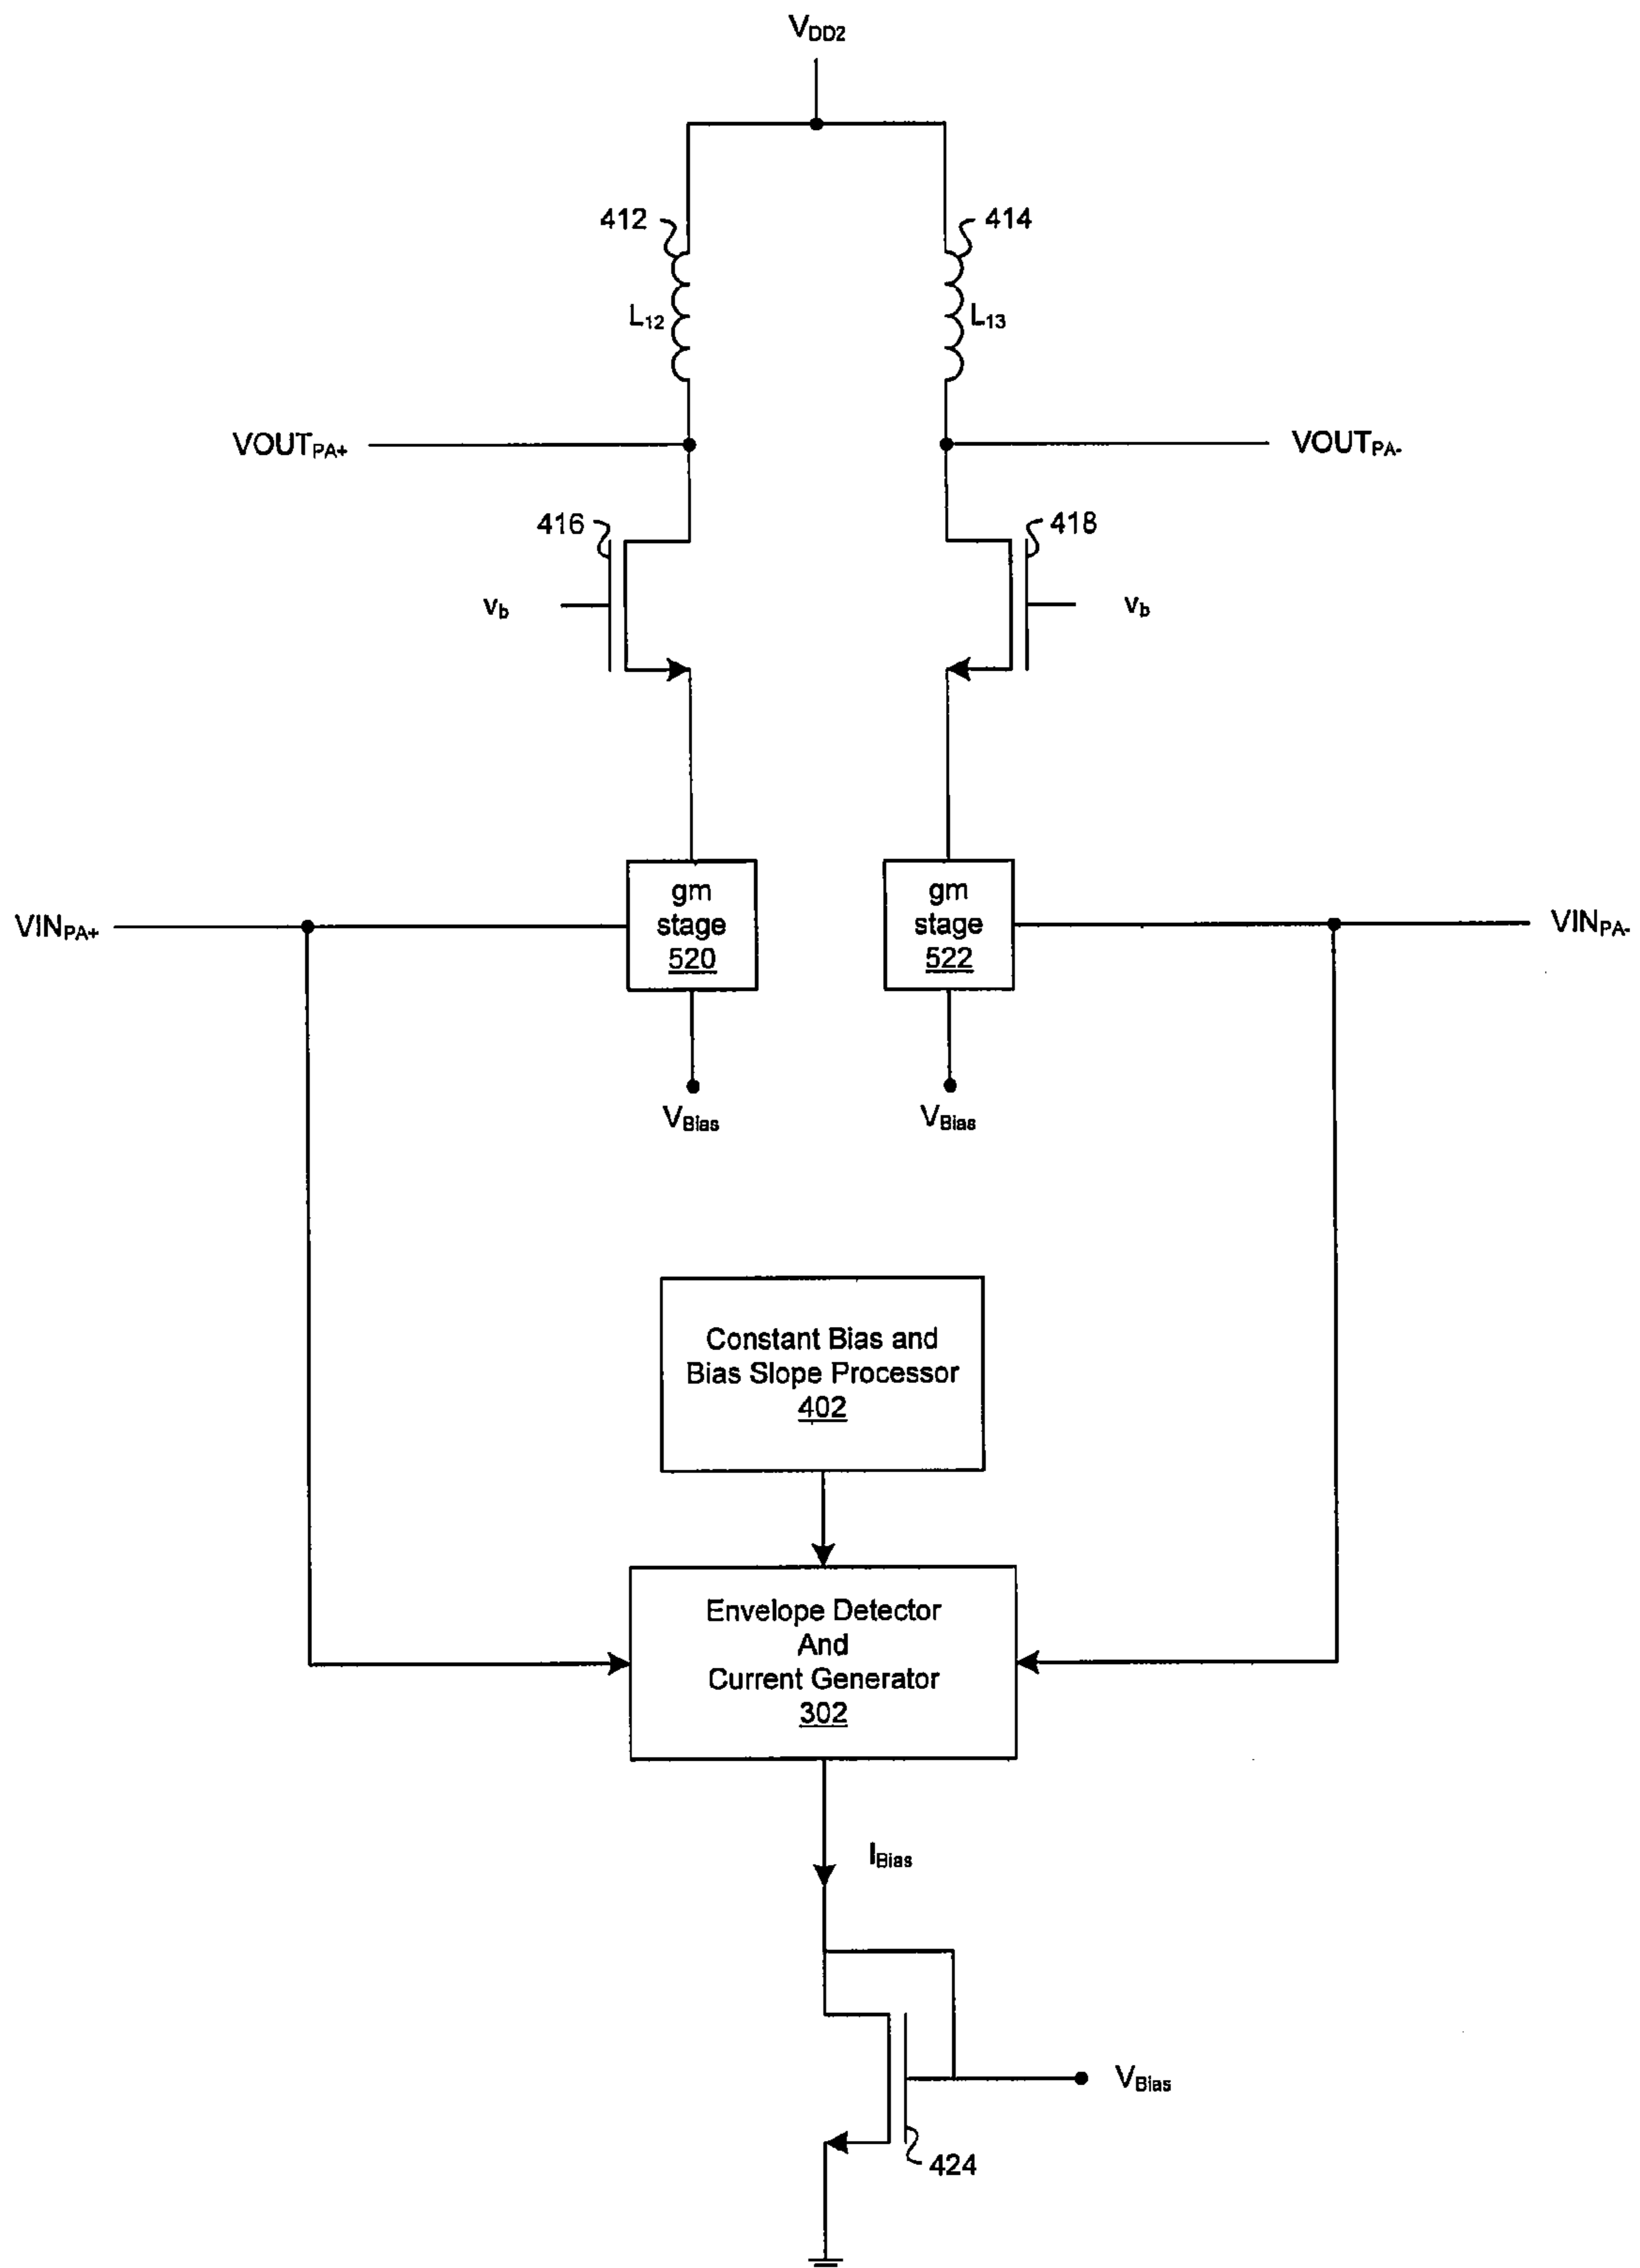 VDD2
412
414
L12
L13
VOUTPA+
VOUTPA-
416
418
vb
vb
gm
stage
520
gm
stage
522
VINPA+
VINPA-
VBias
VBias
Constant Bias and
Bias Slope Processor
402
Envelope Detector
And
Current Generator
302
IBias
VBias
424